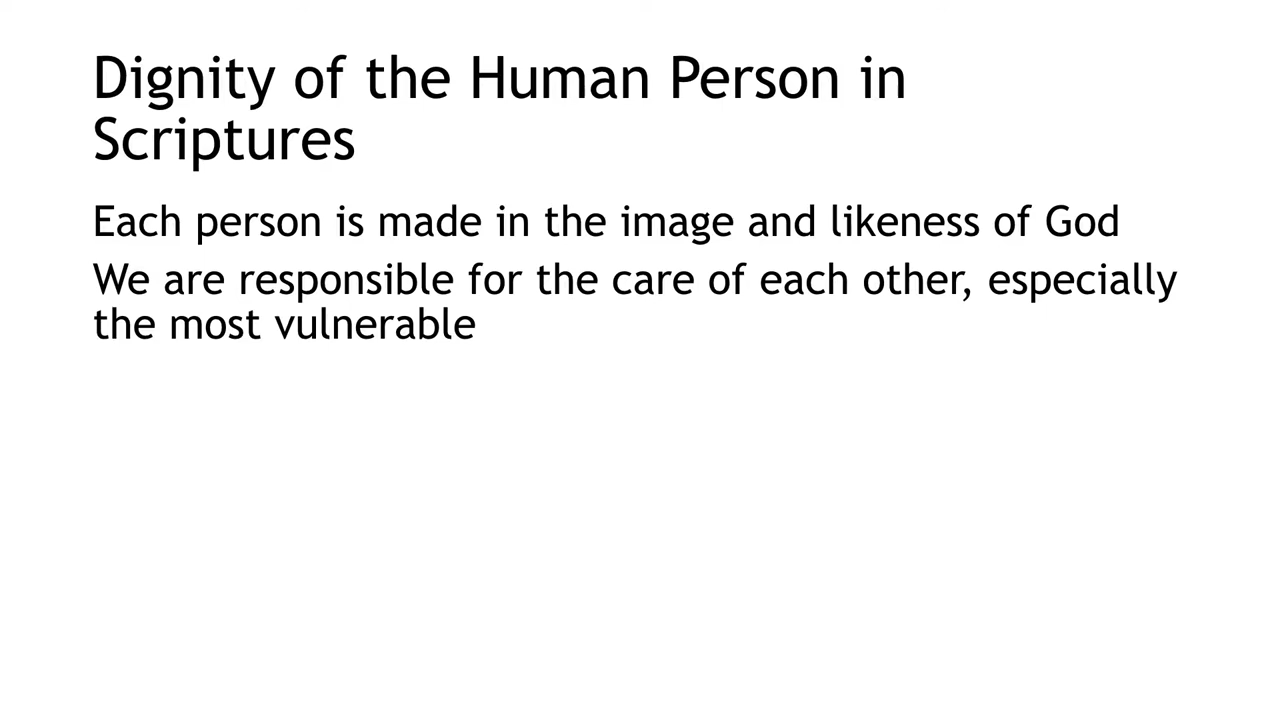 Dignity of the Human Person in
Scriptures
Each person is made in the image and likeness of God
We are responsible for the care of each other, especially
the most vulnerable